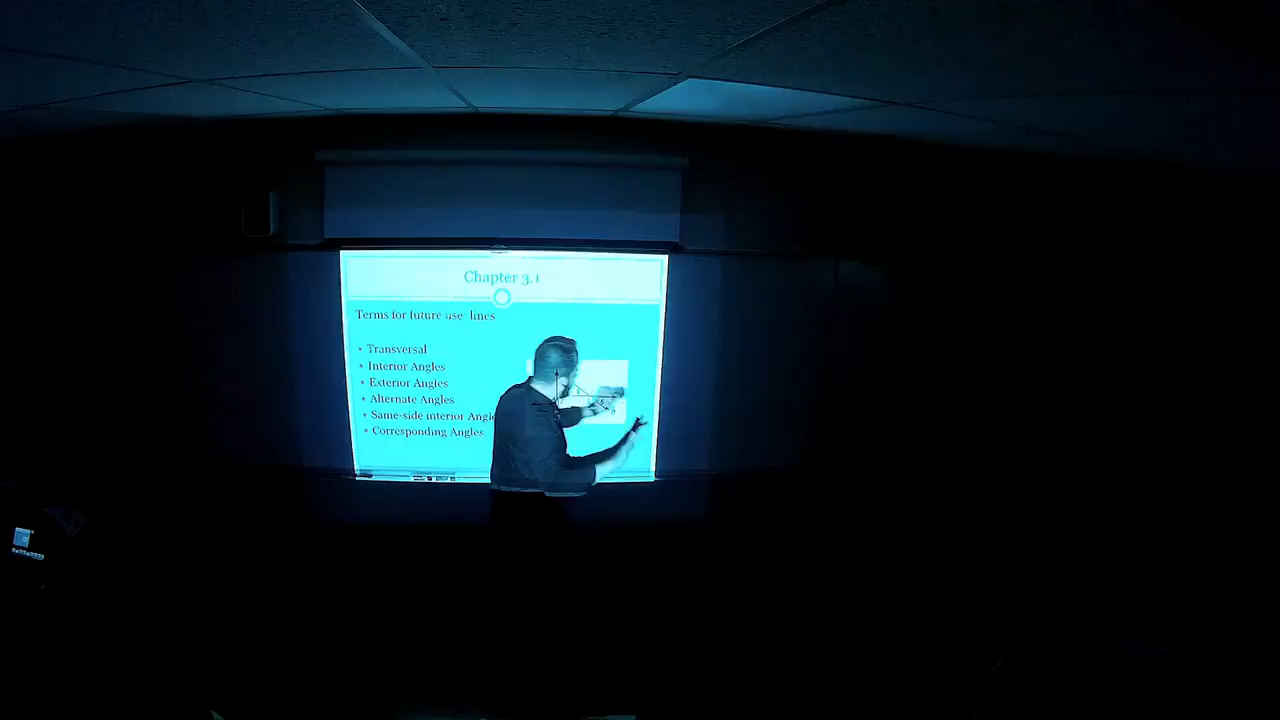 Chapter 3.1
Terms for future use: lines
• Transversal
• Interior Angles
• Exterior Angles
• Alternate Angles
• Same-side interior Angl
• Corresponding Angles